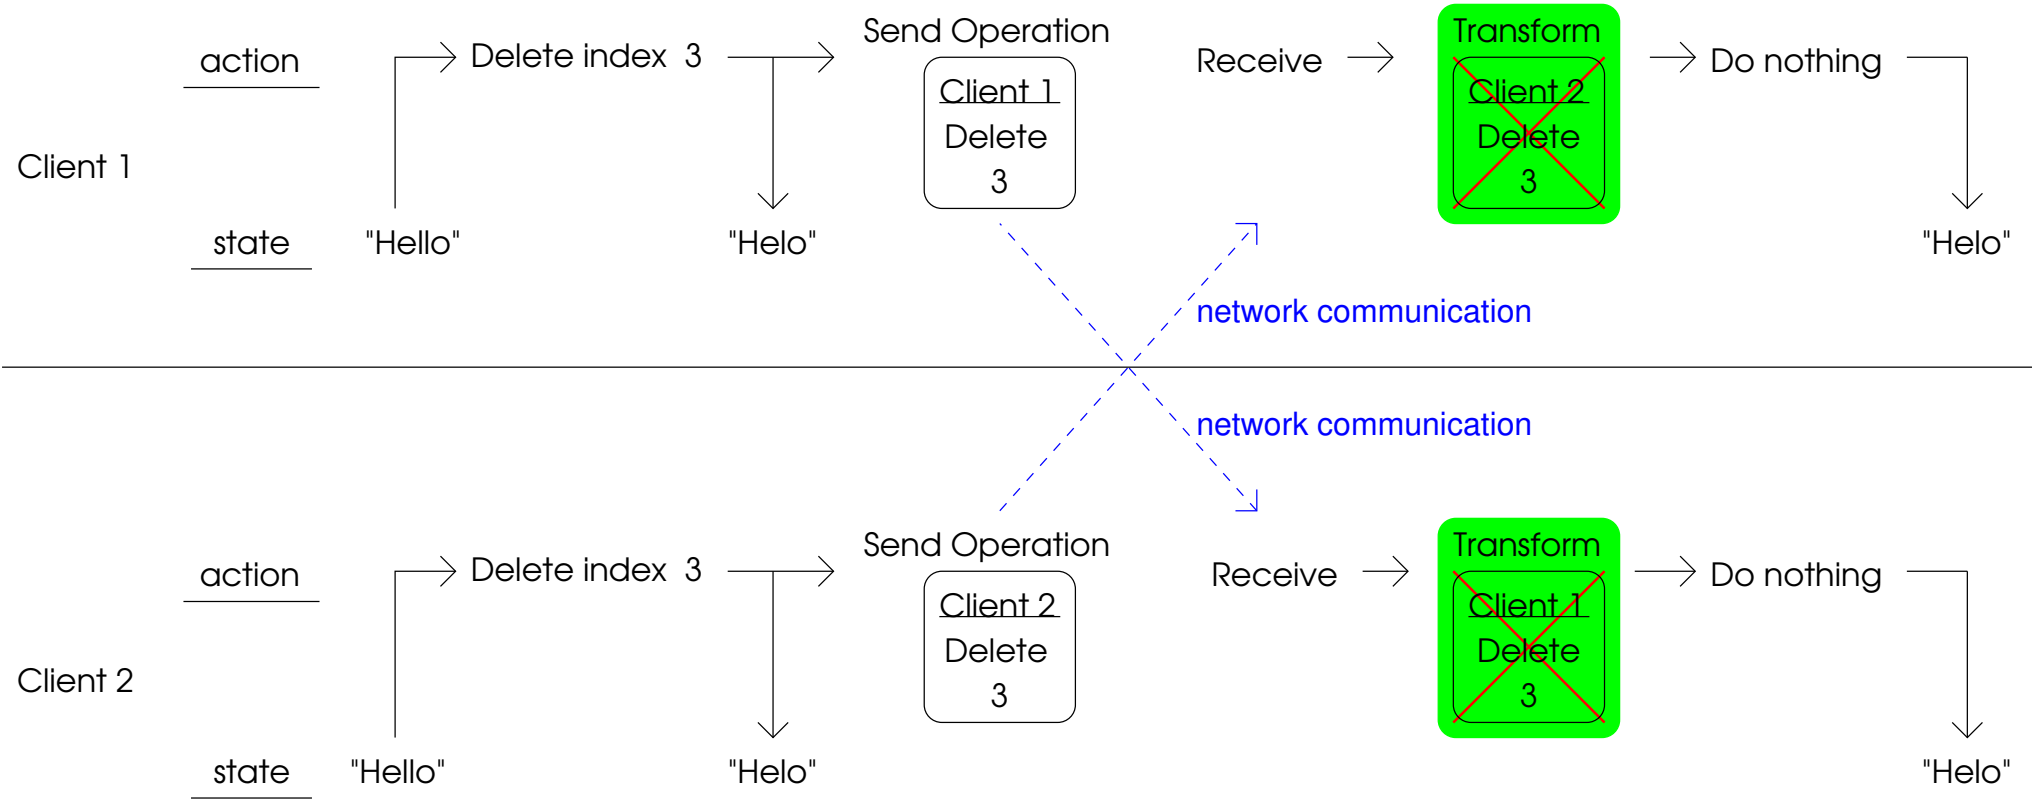 action
Delete index 3
Send Operation
Receive
Transform
Do nothing
Client 1
Delete
3
Client 2
Delete
3
Client 1
state
"Hello"
"Helo"
"Helo"
network communication
network communication
action
Delete index 3
Send Operation
Receive
Transform
Do nothing
Client 2
Delete
3
Client 1
Delete
3
Client 2
state
"Hello"
"Helo"
"Helo"